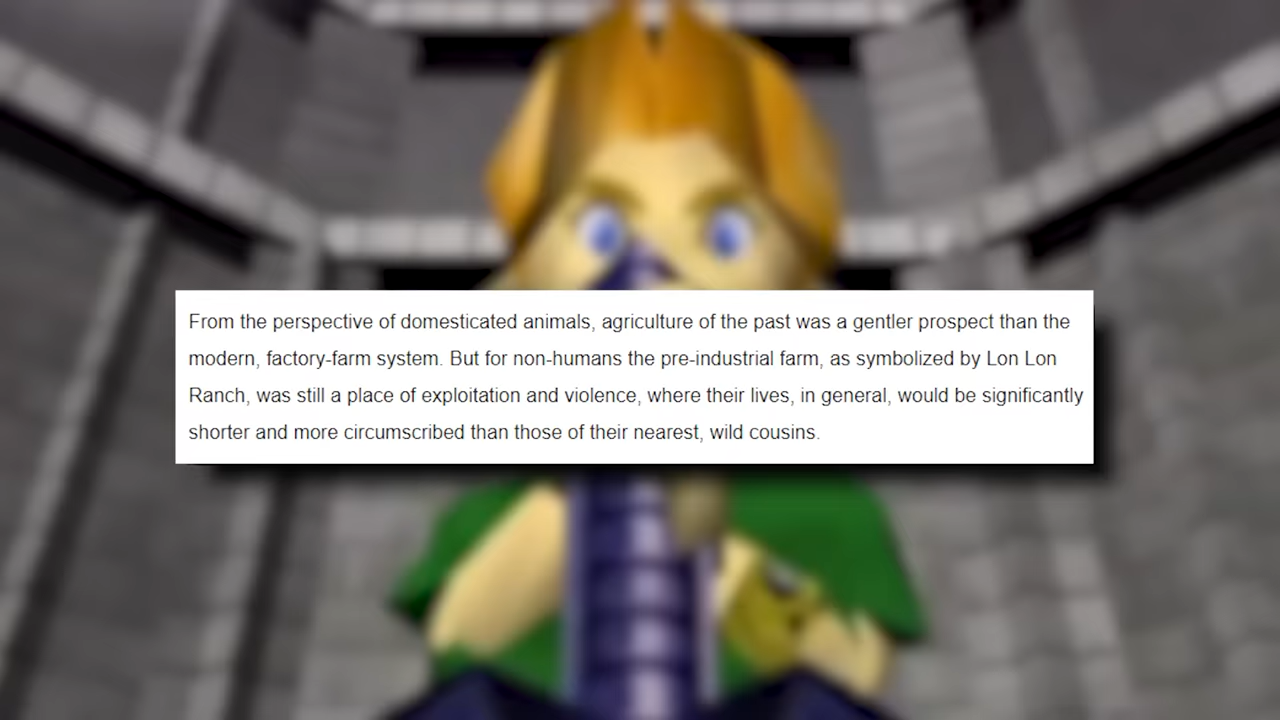 From the perspective of domesticated animals, agriculture of the past was a gentler prospect than the
modern, factory-farm system. But for non-humans the pre-industrial farm, as symbolized by Lon Lon
Ranch, was still a place of exploitation and violence, where their lives, in general, would be significantly
shorter and more circumscribed than those of their nearest, wild cousins.